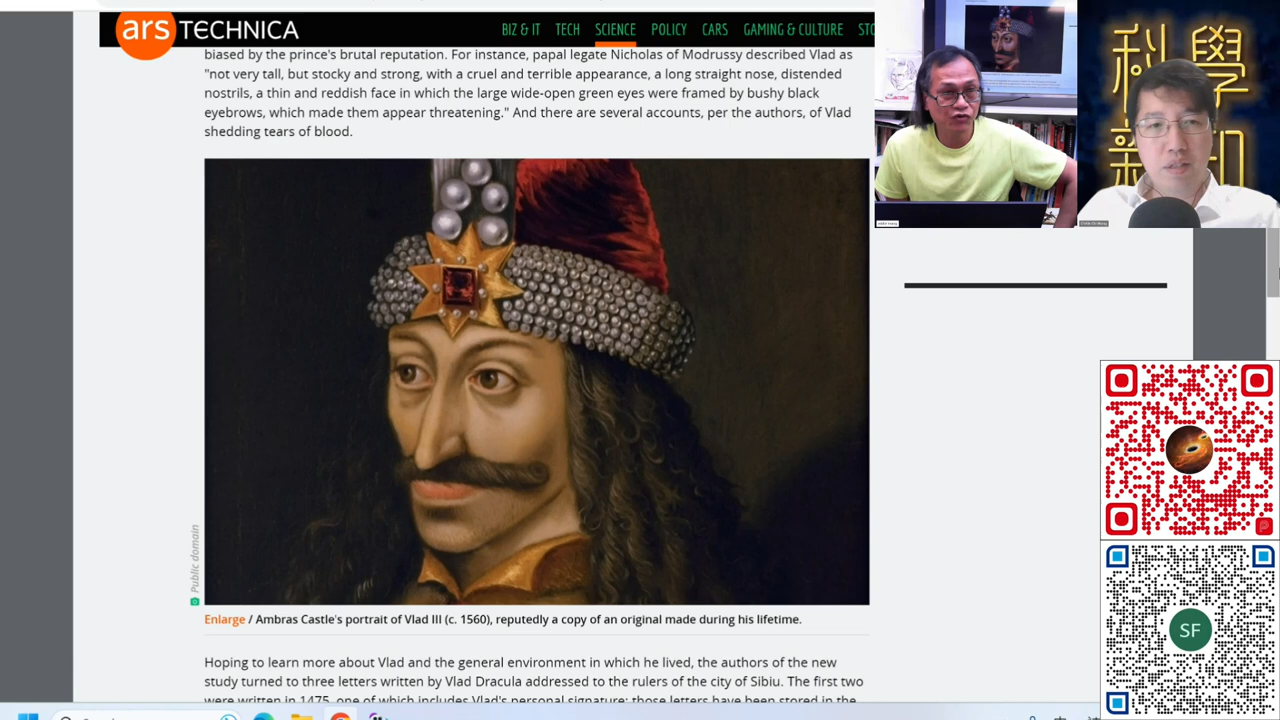 ars TECHNICA
BIZ & IT TECH SCIENCE POLICY CARS GAMING & CULTURE STO
biased by the prince's brutal reputation. For instance, papal legate Nicholas of Modrussy described Vlad as
"not very tall, but stocky and strong, with a cruel and terrible appearance, a long straight nose, distended
nostrils, a thin and reddish face in which the large wide-open green eyes were framed by bushy black
eyebrows, which made them appear threatening." And there are several accounts, per the authors, of Vlad
shedding tears of blood.
科學
新知
Public domain
Enlarge / Ambras Castle's portrait of Vlad III (c. 1560), reputedly a copy of an original made during his lifetime.
Hoping to learn more about Vlad and the general environment in which he lived, the authors of the new
study turned to three letters written by Vlad Dracula addressed to the rulers of the city of Sibiu. The first two
SF